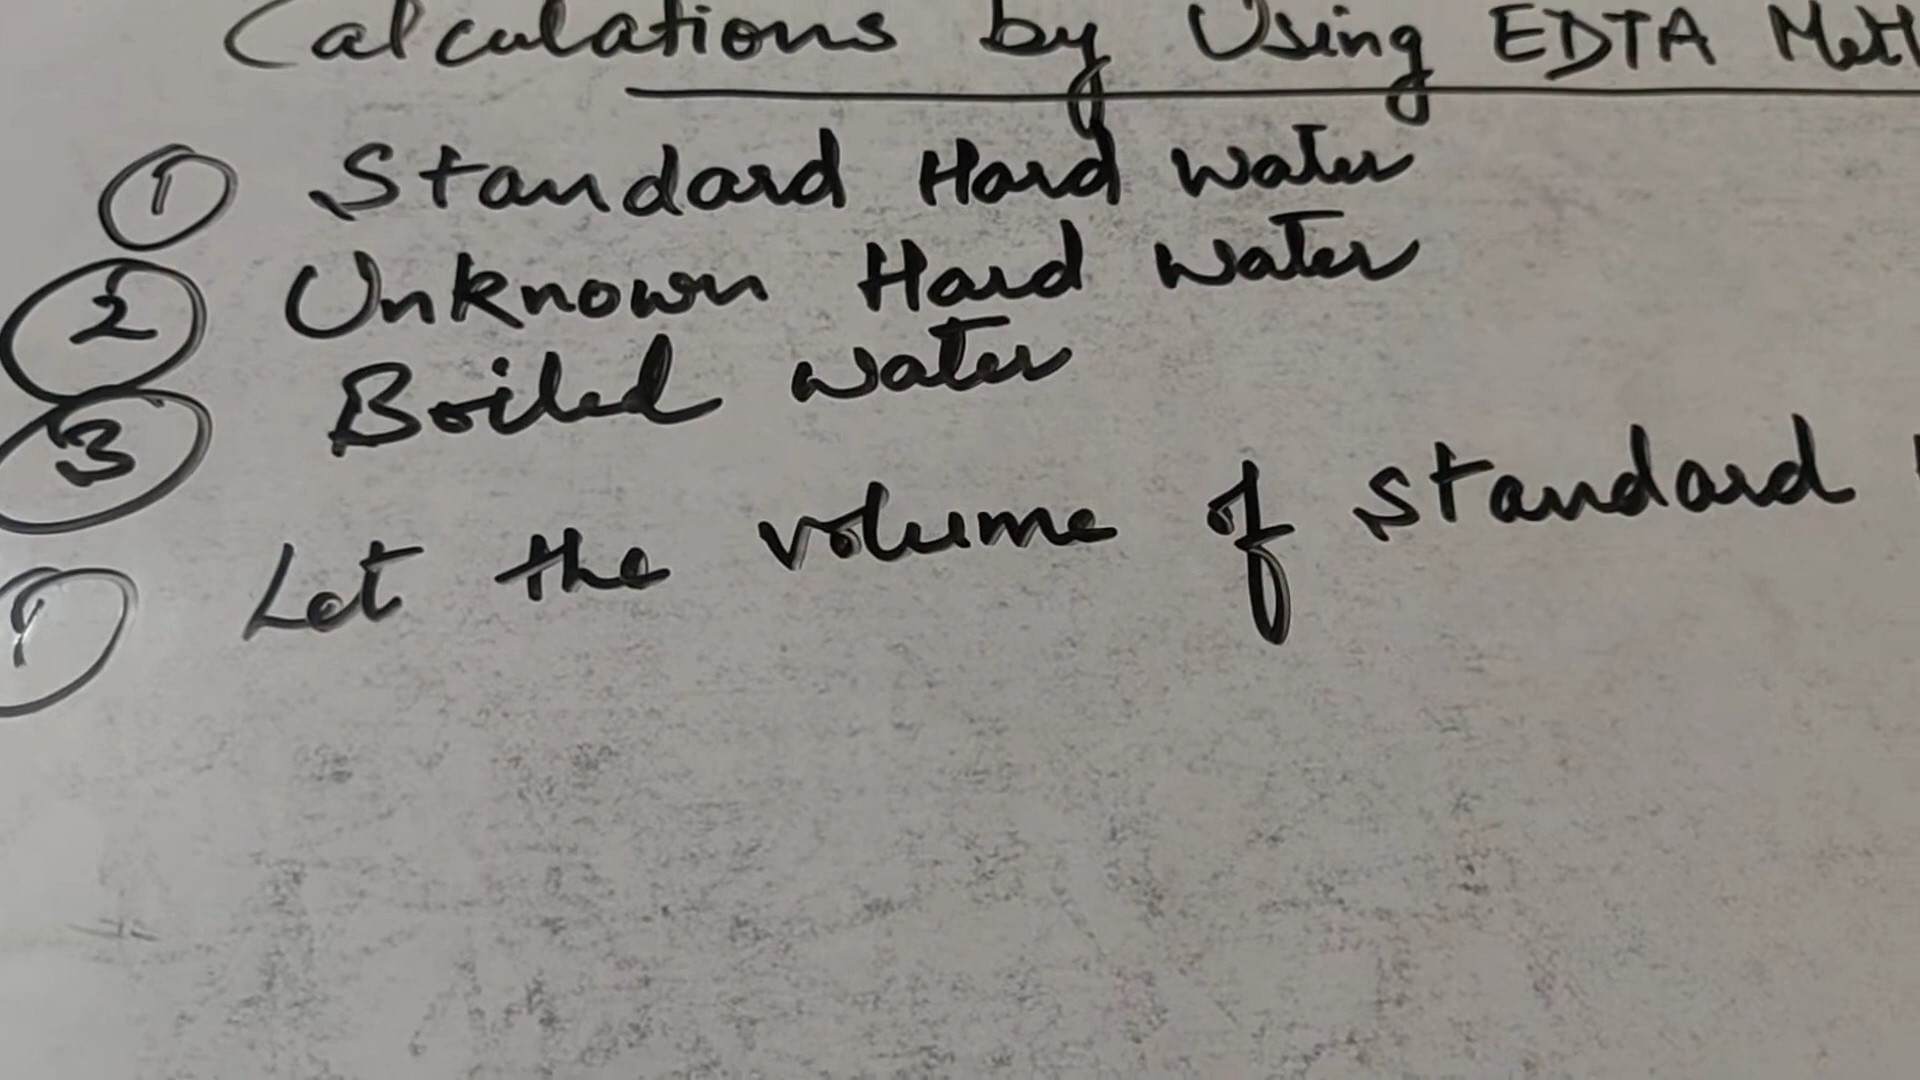 Calculations by Using EDTA
① Standard Hard water
② Unknown Hard water
③ Boiled water
① Let the volume of standard